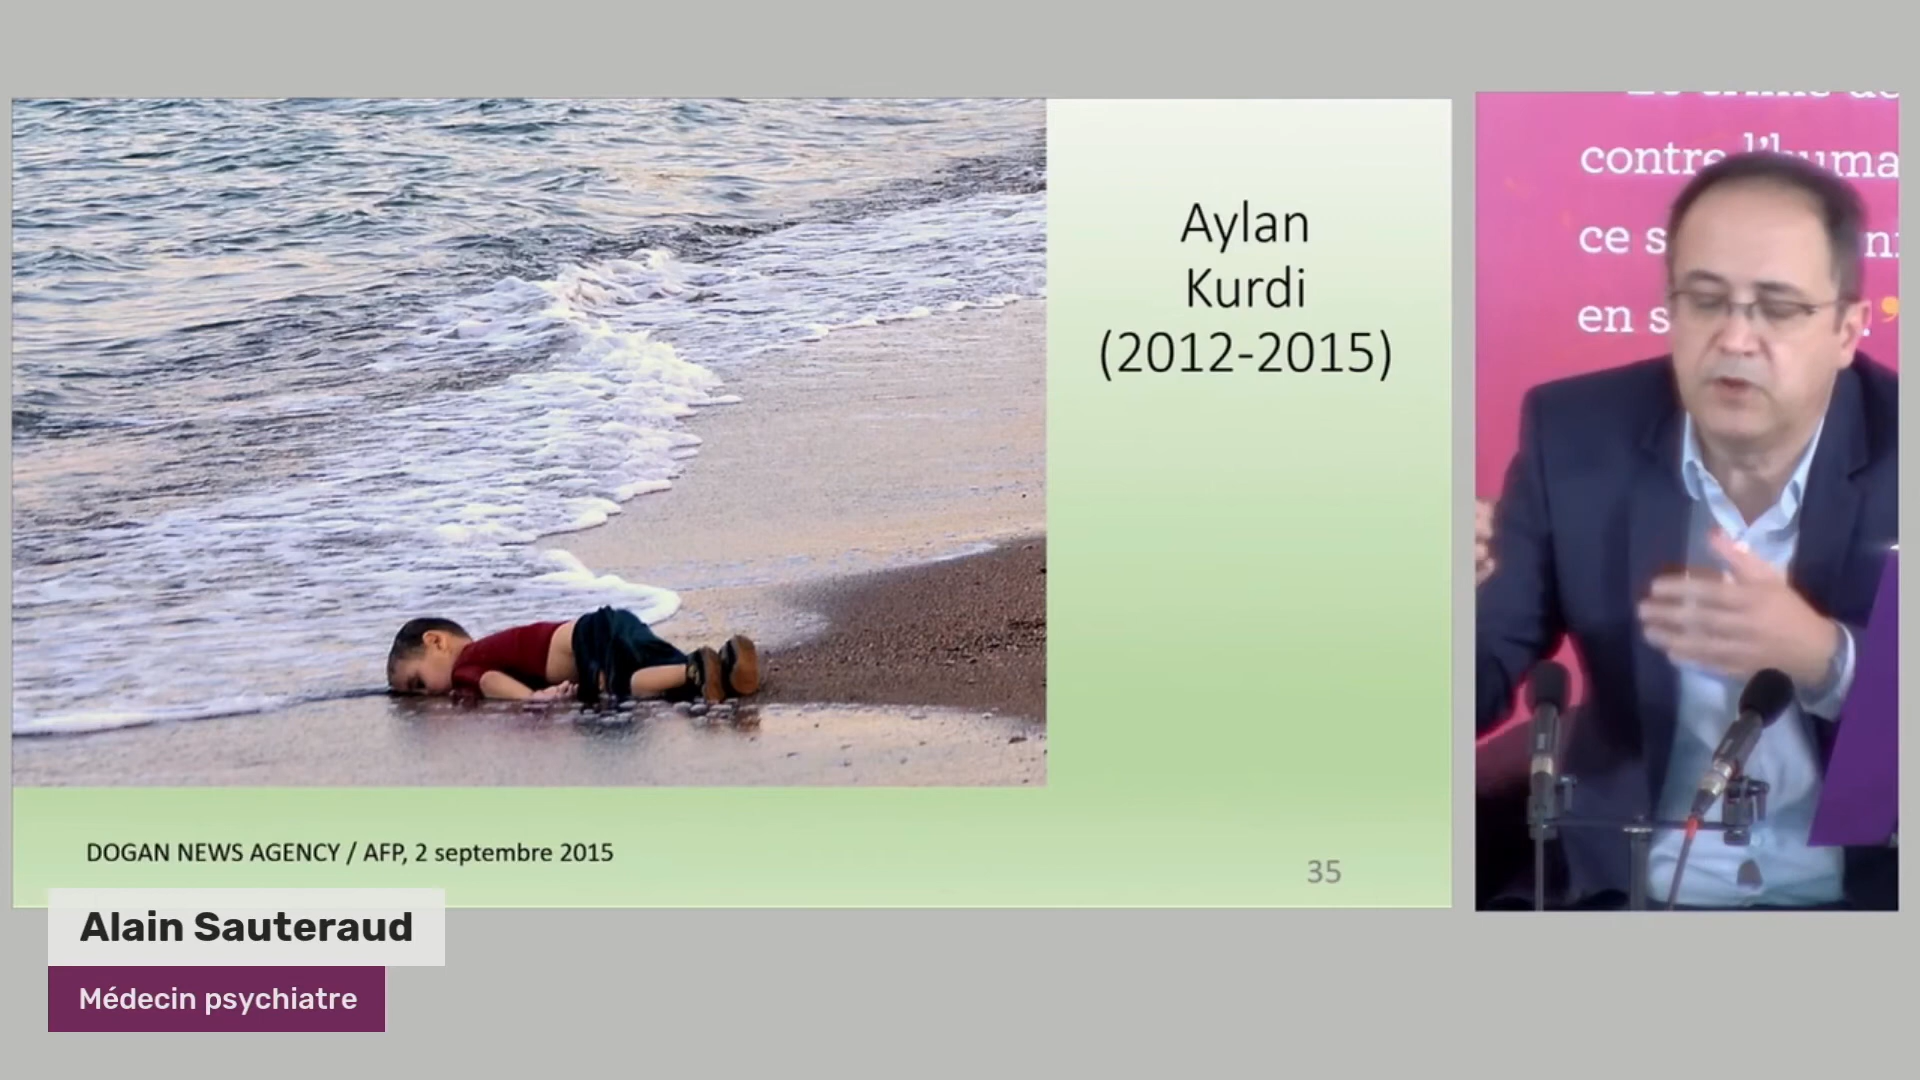 Aylan
Kurdi
(2012-2015)
DOGAN NEWS AGENCY / AFP, 2 septembre 2015
35
Alain Sauteraud
Médecin psychiatre
contre l'huma
ce s
en s